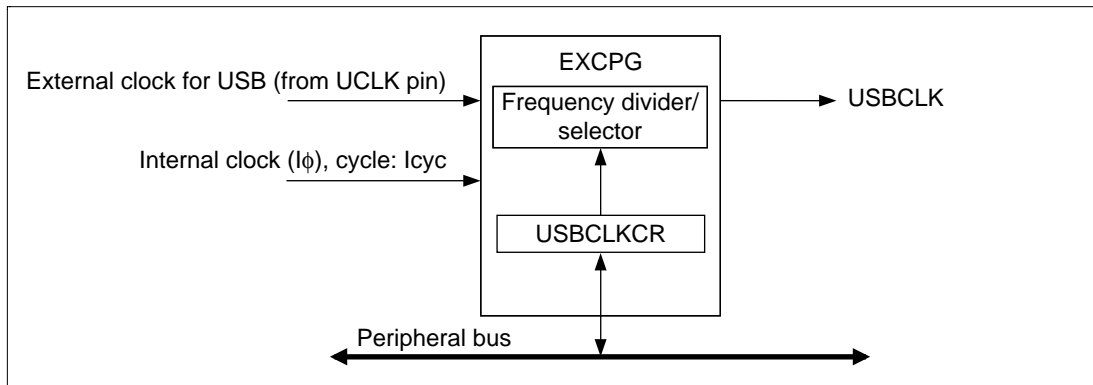 EXCPG
External clock for USB (from UCLK pin)
Frequency divider/
selector
USBCLK
Internal clock (Iϕ), cycle: Icyc
USBCLKCR
Peripheral bus